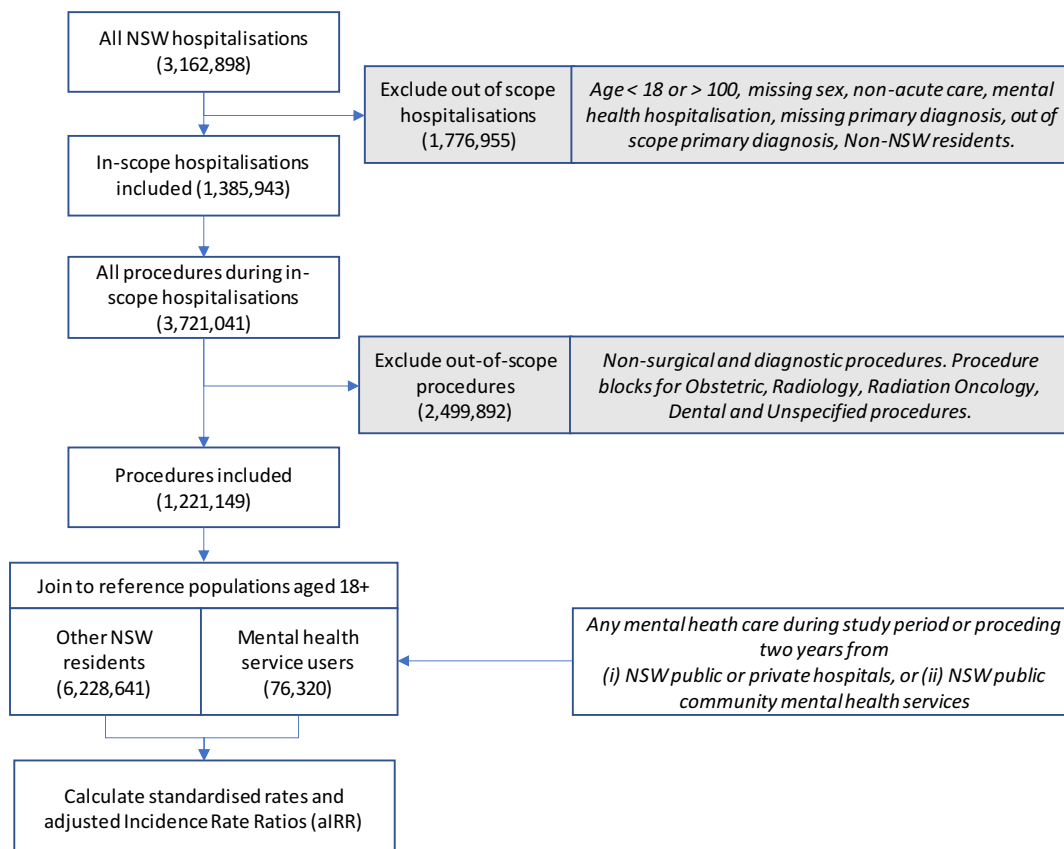 All NSW hospitalisations
(3,162,898)
Exclude out of scope
hospitalisations
(1,776,955)
Age < 18 or > 100, missing sex, non-acute care, mental
health hospitalisation, missing primary diagnosis, out of
scope primary diagnosis, Non-NSW residents.
In-scope hospitalisations
included (1,385,943)
All procedures during in-
scope hospitalisations
(3,721,041)
Exclude out-of-scope
procedures
(2,499,892)
Non-surgical and diagnostic procedures. Procedure
blocks for Obstetric, Radiology, Radiation Oncology,
Dental and Unspecified procedures.
Procedures included
(1,221,149)
Join to reference populations aged 18+
Other NSW
residents
(6,228,641)
Mental health
service users
(76,320)
Any mental heath care during study period or proceding
two years from
(i) NSW public or private hospitals, or (ii) NSW public
community mental health services
Calculate standardised rates and
adjusted Incidence Rate Ratios (aIRR)